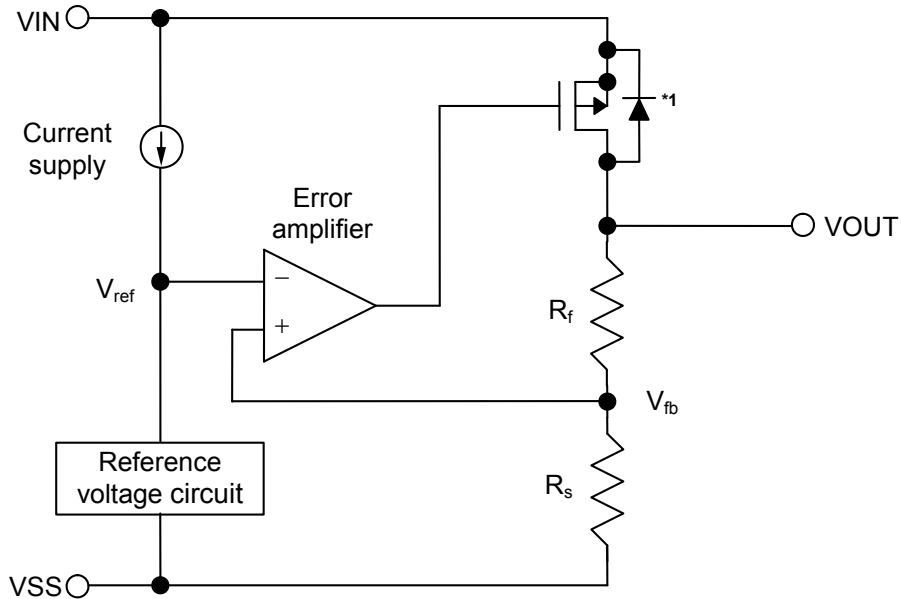 VIN
*1
Current
supply
Error
amplifier
VOUT
Vref
−
+
Rf
Vfb
Reference
voltage circuit
Rs
VSS